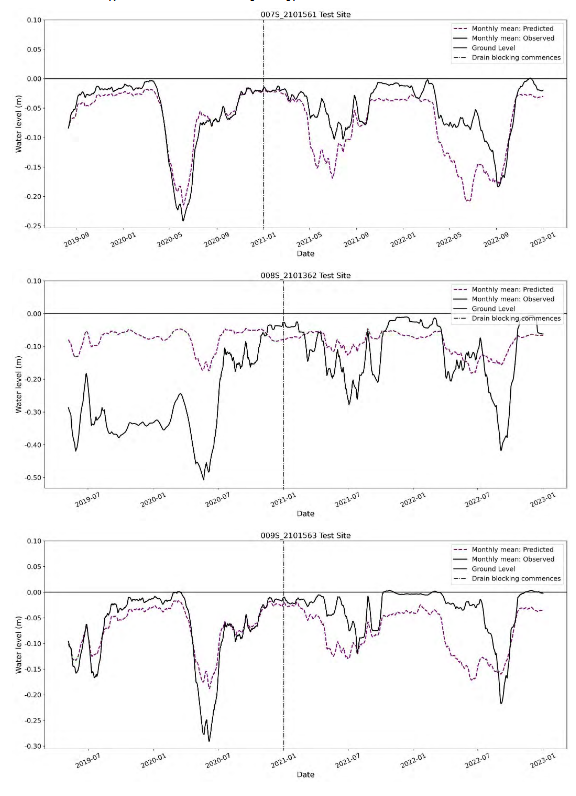 007S_2101561 Test Site
Monthly mean: Predicted
Monthly mean: Observed
Ground Level
Drain blocking commences
0.10
0.05
0.00
-0.05
-0.10
-0.15
-0.20
-0.25
Water level (m)
2019-09 2020-01 2020-05 2020-09 2021-01 2021-05 2021-09 2022-01 2022-05 2022-09 2023-01
Date
008S_2101362 Test Site
Monthly mean: Predicted
Monthly mean: Observed
Ground Level
Drain blocking commences
0.10
0.00
-0.10
-0.20
-0.30
-0.40
-0.50
Water level (m)
2019-07 2020-01 2020-07 2021-01 2021-07 2022-01 2022-07 2023-01
Date
009S_2101563 Test Site
Monthly mean: Predicted
Monthly mean: Observed
Ground Level
Drain blocking commences
0.10
0.05
0.00
-0.05
-0.10
-0.15
-0.20
-0.25
-0.30
Water level (m)
2019-07 2020-01 2020-07 2021-01 2021-07 2022-01 2022-07 2023-01
Date